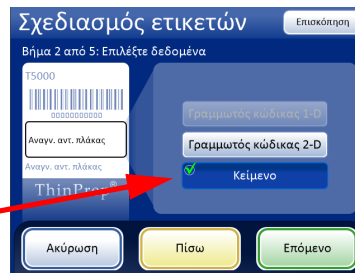 Σχεδιασμός ετικετών
Επισκόπηση
Βήμα 2 από 5: Επιλέξτε δεδομένα
T5000
0000000000
Αναγν. αντ. πλάκας
Αναγν. αντ. πλάκας
ThinPrep®
Γραμμωτός κώδικας 1-D
Γραμμωτός κώδικας 2-D
Κείμενο
Ακύρωση
Πίσω
Επόμενο